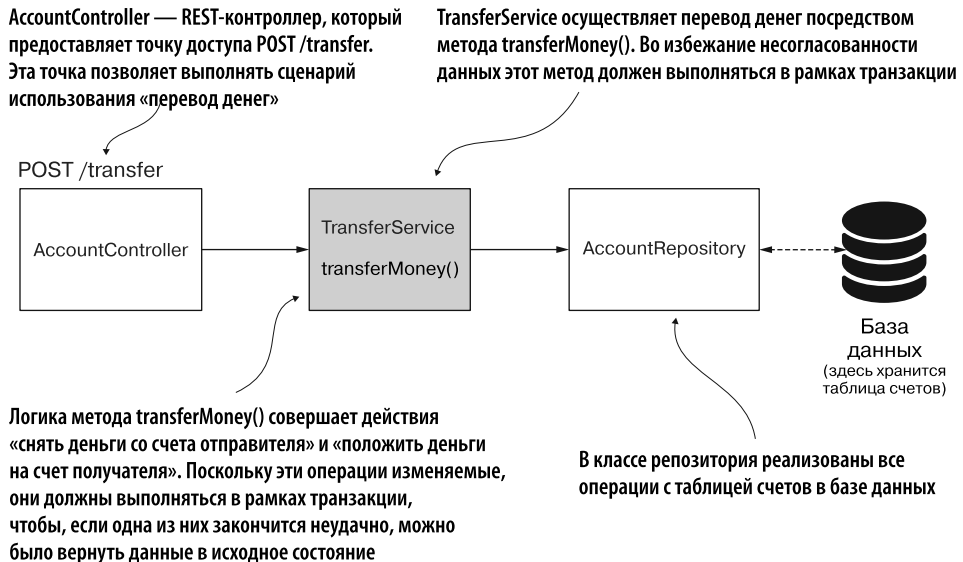 AccountController — REST-контроллер, который
предоставляет точку доступа POST /transfer.
Эта точка позволяет выполнять сценарий
использования «перевод денег»
TransferService осуществляет перевод денег посредством
метода transferMoney(). Во избежание несогласованности
данных этот метод должен выполняться в рамках транзакции
POST /transfer
AccountController
TransferService
transferMoney()
AccountRepository
База
данных
(здесь хранится
таблица счетов)
Логика метода transferMoney() совершает действия
«снять деньги со счета отправителя» и «положить деньги
на счет получателя». Поскольку эти операции изменяемые,
они должны выполняться в рамках транзакции,
чтобы, если одна из них закончится неудачно, можно
было вернуть данные в исходное состояние
В классе репозитория реализованы все
операции с таблицей счетов в базе данных